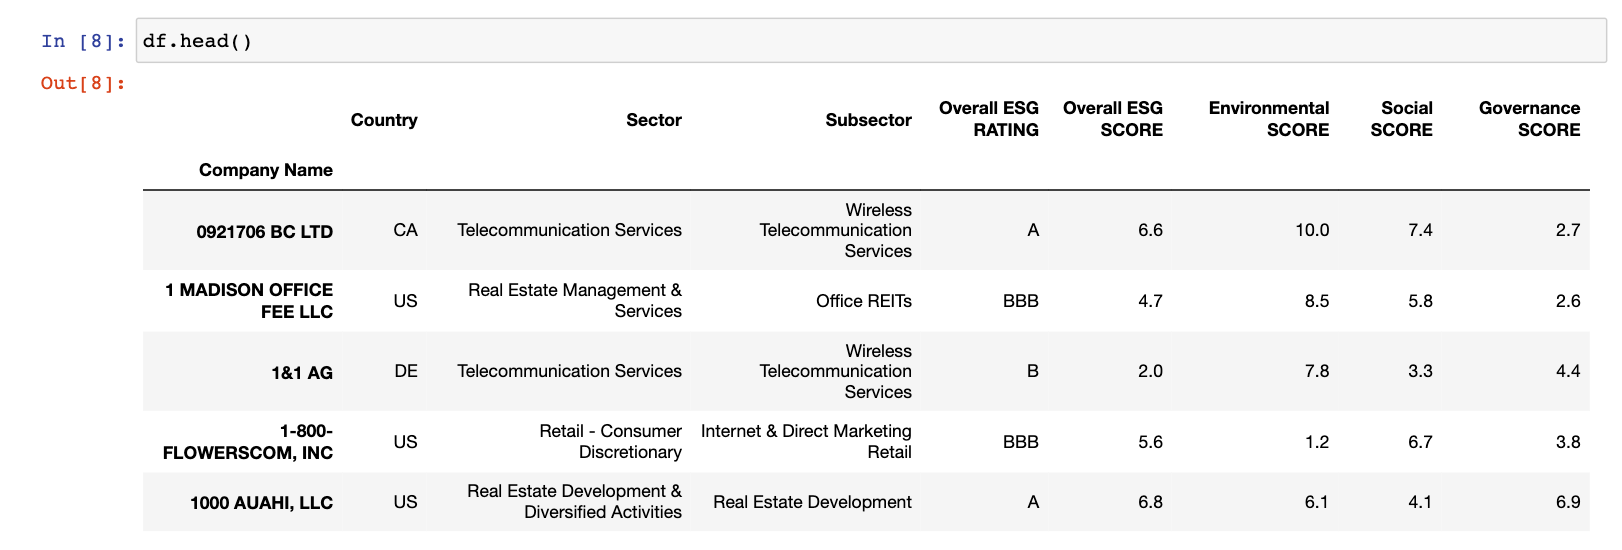 In [8]: df.head()
Out[8]:
Country Sector Subsector Overall ESG RATING Overall ESG SCORE Environmental SCORE Social SCORE Governance SCORE
Company Name
0921706 BC LTD CA Telecommunication Services Wireless Telecommunication Services A 6.6 10.0 7.4 2.7
1 MADISON OFFICE FEE LLC US Real Estate Management & Services Office REITs BBB 4.7 8.5 5.8 2.6
1&1 AG DE Telecommunication Services Wireless Telecommunication Services B 2.0 7.8 3.3 4.4
1-800-FLOWERSCOM, INC US Retail - Consumer Discretionary Internet & Direct Marketing Retail BBB 5.6 1.2 6.7 3.8
1000 AUAHI, LLC US Real Estate Development & Diversified Activities Real Estate Development A 6.8 6.1 4.1 6.9